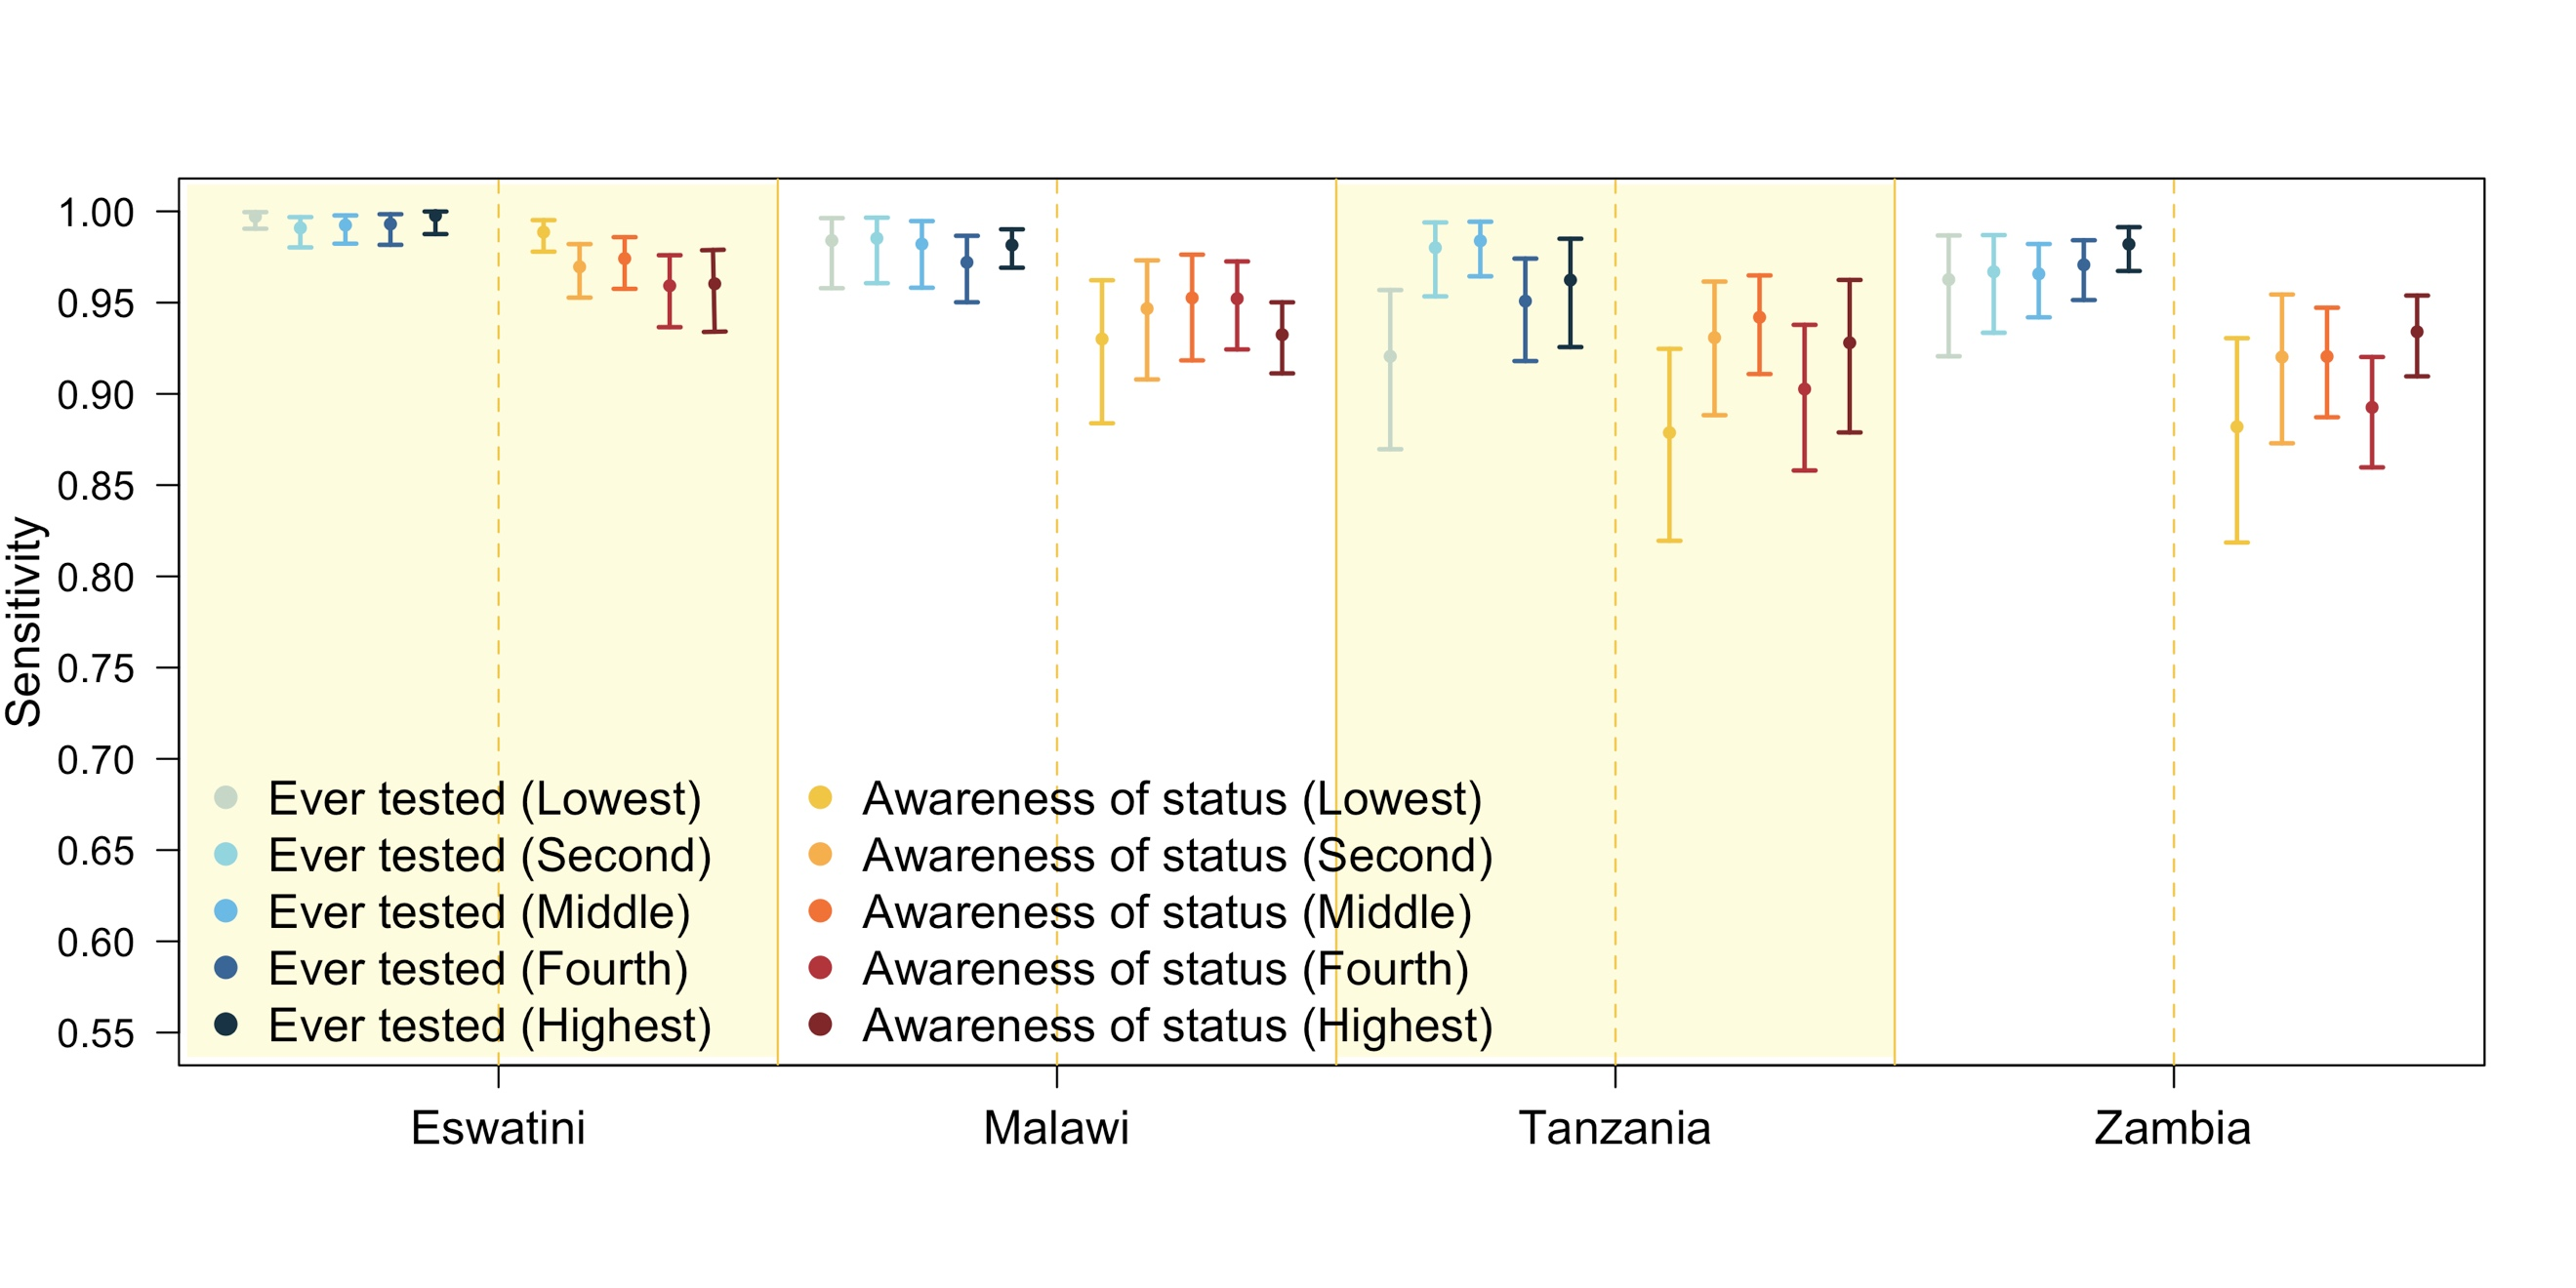 Sensitivity
1.00
0.95
0.90
0.85
0.80
0.75
0.70
0.65
0.60
0.55
Ever tested (Lowest)
Ever tested (Second)
Ever tested (Middle)
Ever tested (Fourth)
Ever tested (Highest)
Awareness of status (Lowest)
Awareness of status (Second)
Awareness of status (Middle)
Awareness of status (Fourth)
Awareness of status (Highest)
Eswatini
Malawi
Tanzania
Zambia